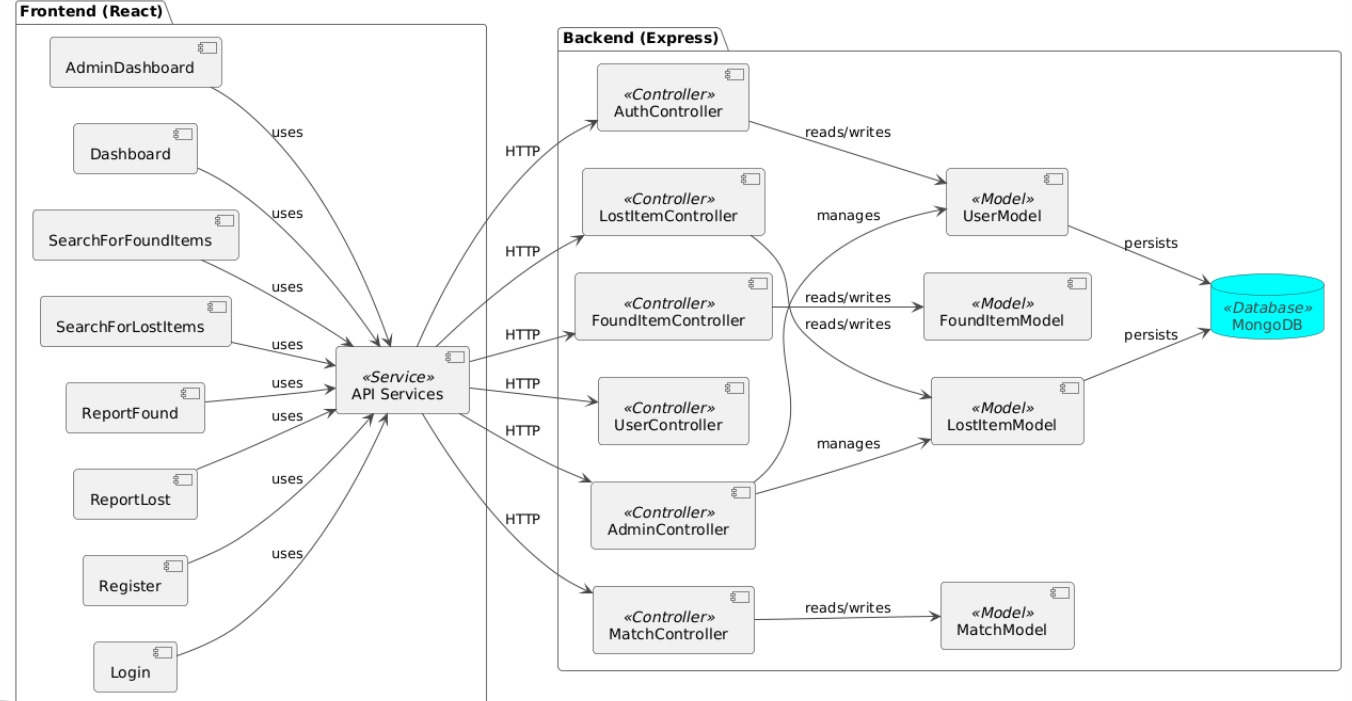 Frontend (React)
AdminDashboard
Dashboard
SearchForFoundItems
SearchForLostItems
ReportFound
ReportLost
Register
Login
uses
uses
uses
uses
uses
uses
uses
uses
«Service»
API Services
HTTP
HTTP
HTTP
HTTP
HTTP
HTTP
Backend (Express)
«Controller»
AuthController
«Controller»
LostItemController
«Controller»
FoundItemController
«Controller»
UserController
«Controller»
AdminController
«Controller»
MatchController
reads/writes
manages
reads/writes
reads/writes
manages
reads/writes
«Model»
UserModel
«Model»
FoundItemModel
«Model»
LostItemModel
«Model»
MatchModel
persists
persists
«Database»
MongoDB